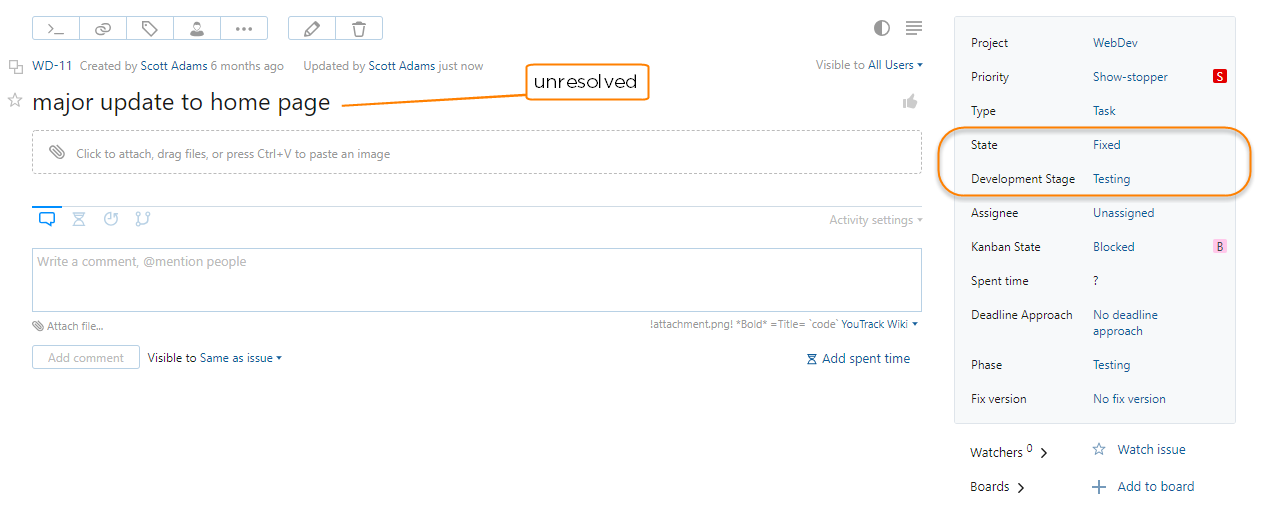 WD-11 Created by Scott Adams 6 months ago Updated by Scott Adams just now Visible to All Users
unresolved
major update to home page
Click to attach, drag files, or press Ctrl+V to paste an image
Activity settings
Write a comment, @mention people
Attach file... !attachment.png! *Bold* =Title= `code` YouTrack Wiki
Add comment Visible to Same as issue Add spent time
Project WebDev
Priority Show-stopper S
Type Task
State Fixed
Development Stage Testing
Assignee Unassigned
Kanban State Blocked B
Spent time ?
Deadline Approach No deadline
approach
Phase Testing
Fix version No fix version
Watchers 0 Watch issue
Boards Add to board